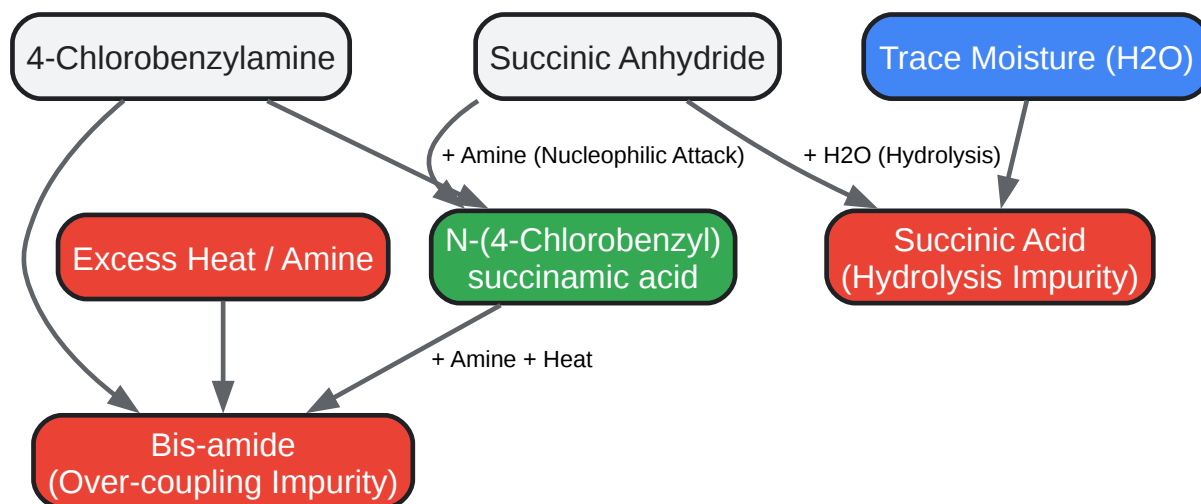 4-Chlorobenzylamine
Succinic Anhydride
Trace Moisture (H2O)
+ Amine (Nucleophilic Attack)
+ H2O (Hydrolysis)
Excess Heat / Amine
N-(4-Chlorobenzyl)
succinamic acid
Succinic Acid
(Hydrolysis Impurity)
+ Amine + Heat
Bis-amide
(Over-coupling Impurity)